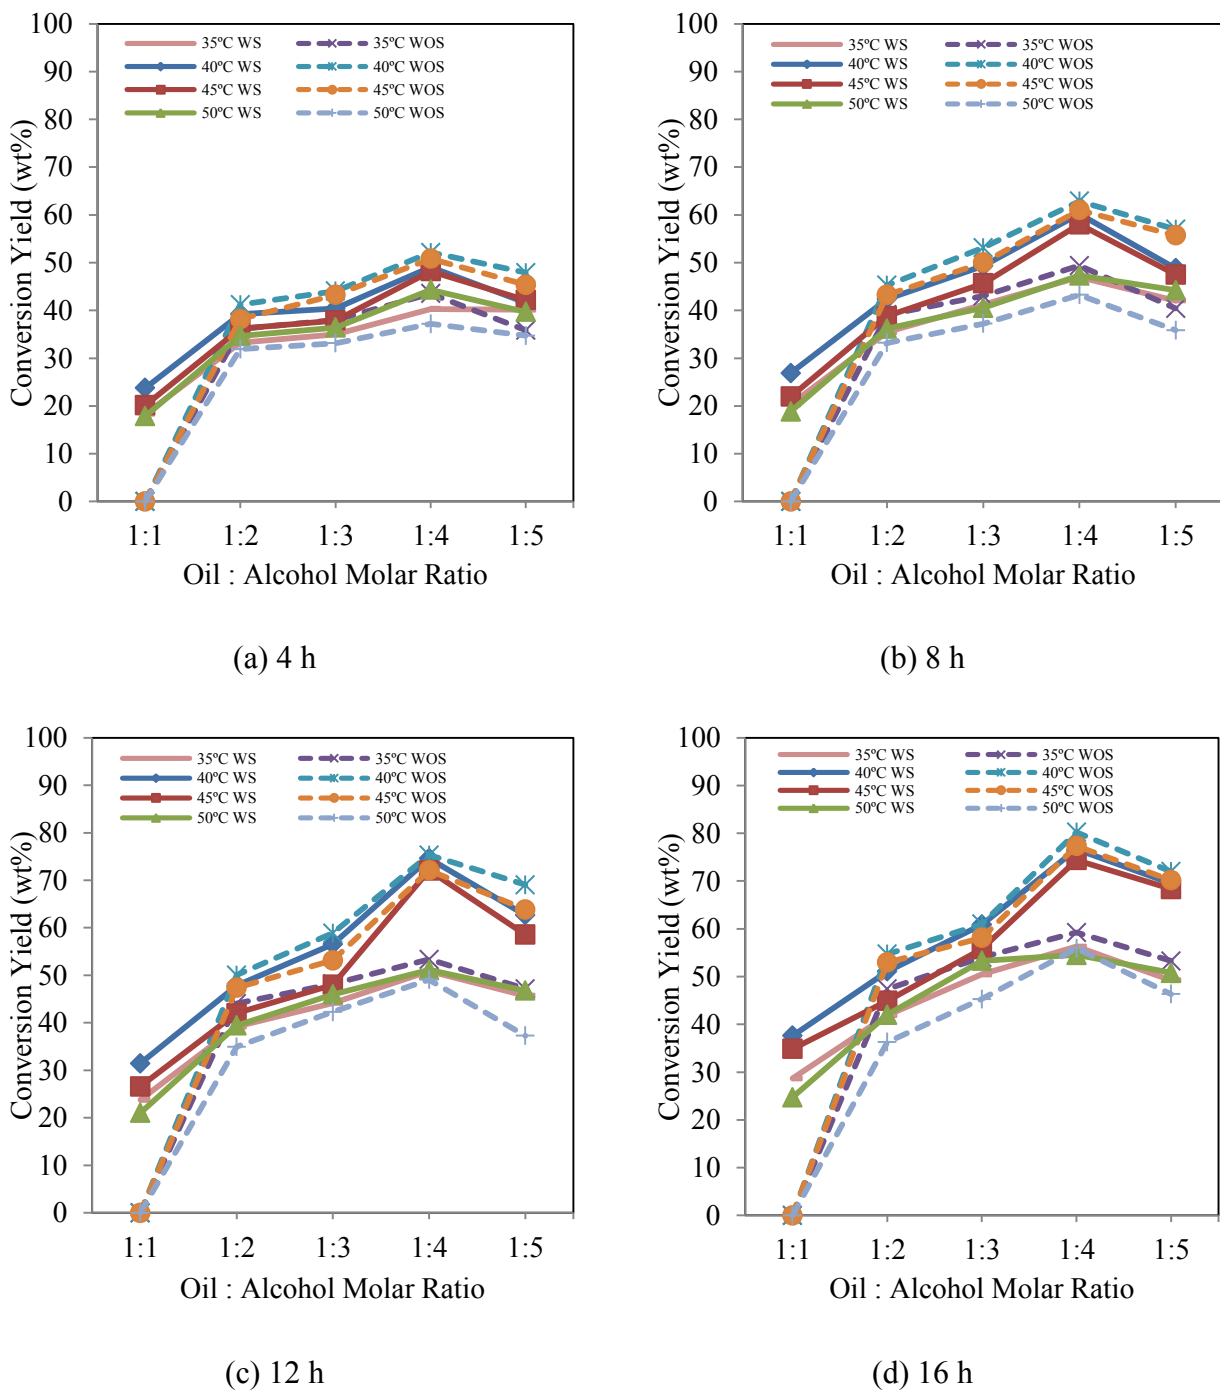 Conversion Yield (wt%)
100
90
80
70
60
50
40
30
20
10
0
35ºC WS
40ºC WS
45ºC WS
50ºC WS
35ºC WOS
40ºC WOS
45ºC WOS
50ºC WOS
1:1 1:2 1:3 1:4 1:5
Oil : Alcohol Molar Ratio
(a) 4 h
Conversion Yield (wt%)
100
90
80
70
60
50
40
30
20
10
0
35ºC WS
40ºC WS
45ºC WS
50ºC WS
35ºC WOS
40ºC WOS
45ºC WOS
50ºC WOS
1:1 1:2 1:3 1:4 1:5
Oil : Alcohol Molar Ratio
(b) 8 h
Conversion Yield (wt%)
100
90
80
70
60
50
40
30
20
10
0
35ºC WS
40ºC WS
45ºC WS
50ºC WS
35ºC WOS
40ºC WOS
45ºC WOS
50ºC WOS
1:1 1:2 1:3 1:4 1:5
Oil : Alcohol Molar Ratio
(c) 12 h
Conversion Yield (wt%)
100
90
80
70
60
50
40
30
20
10
0
35ºC WS
40ºC WS
45ºC WS
50ºC WS
35ºC WOS
40ºC WOS
45ºC WOS
50ºC WOS
1:1 1:2 1:3 1:4 1:5
Oil : Alcohol Molar Ratio
(d) 16 h